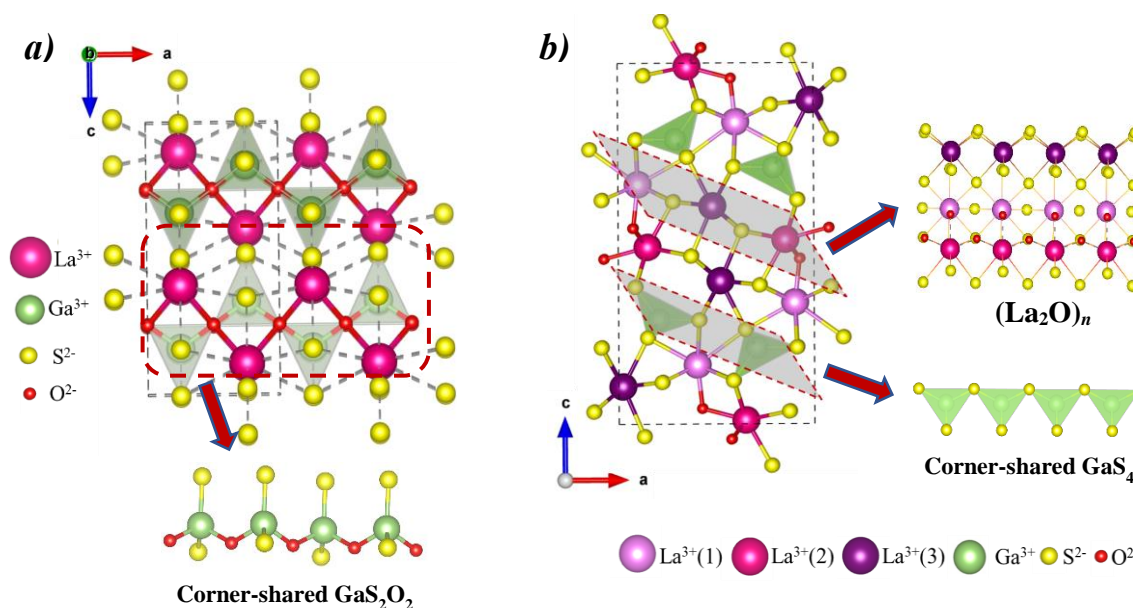 a)
b
a
c
La³⁺
Ga³⁺
S²⁻
O²⁻
Corner-shared GaS₂O₂
b)
c
a
(La₂O)ₙ
Corner-shared GaS₄
La³⁺(1) La³⁺(2) La³⁺(3) Ga³⁺ S²⁻ O²